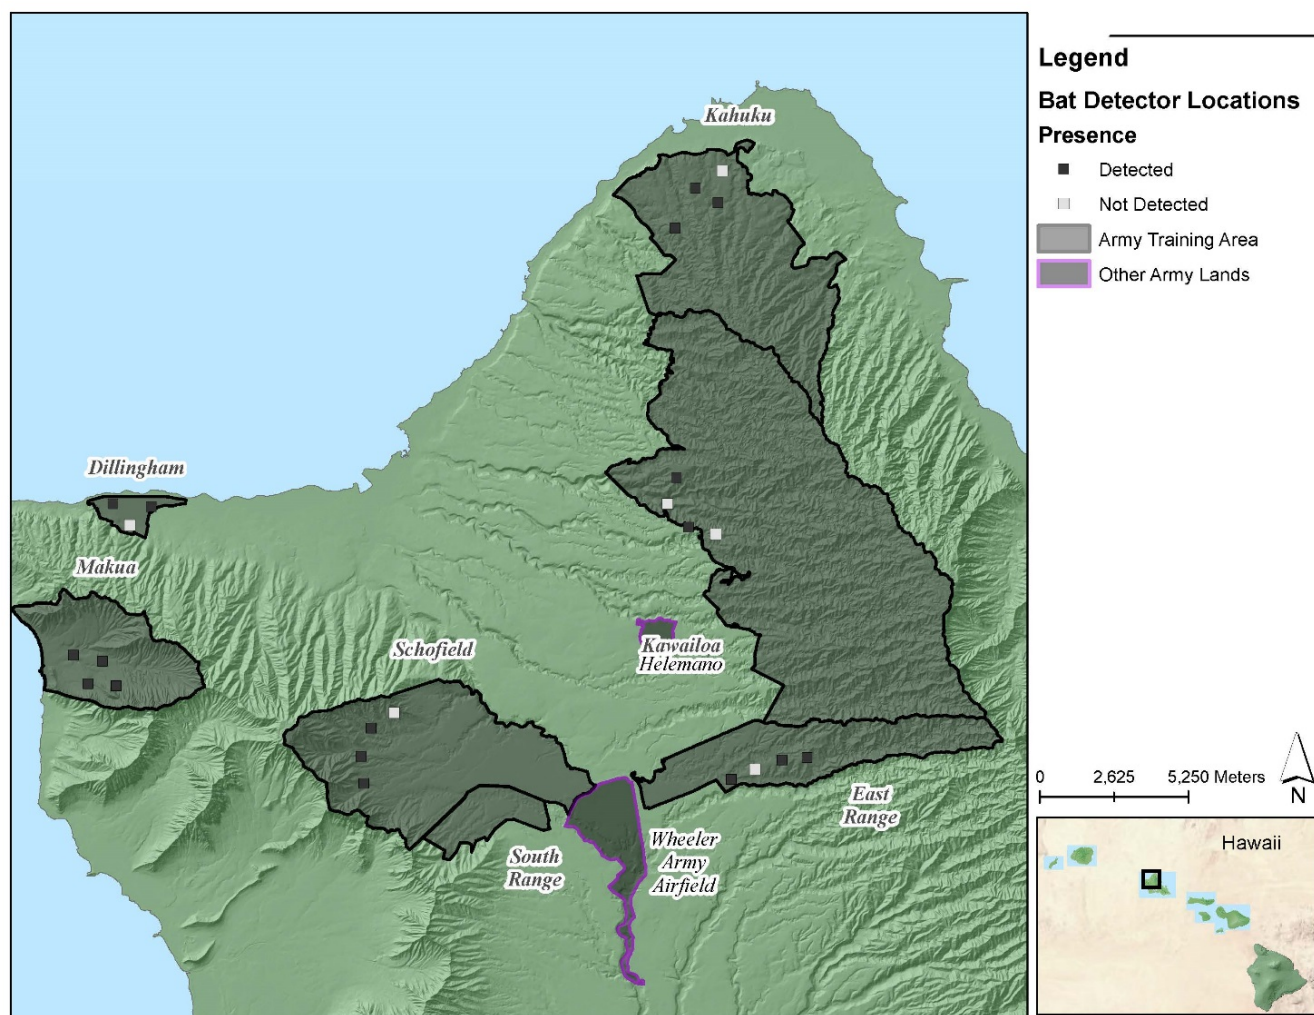 Kahuku
Dillingham
Makua
Schofield
Kawailoa
Helemano
East
Range
South
Range
Wheeler
Army
Airfield
Legend
Bat Detector Locations
Presence
Detected
Not Detected
Army Training Area
Other Army Lands
0 2,625 5,250 Meters
N
Hawaii